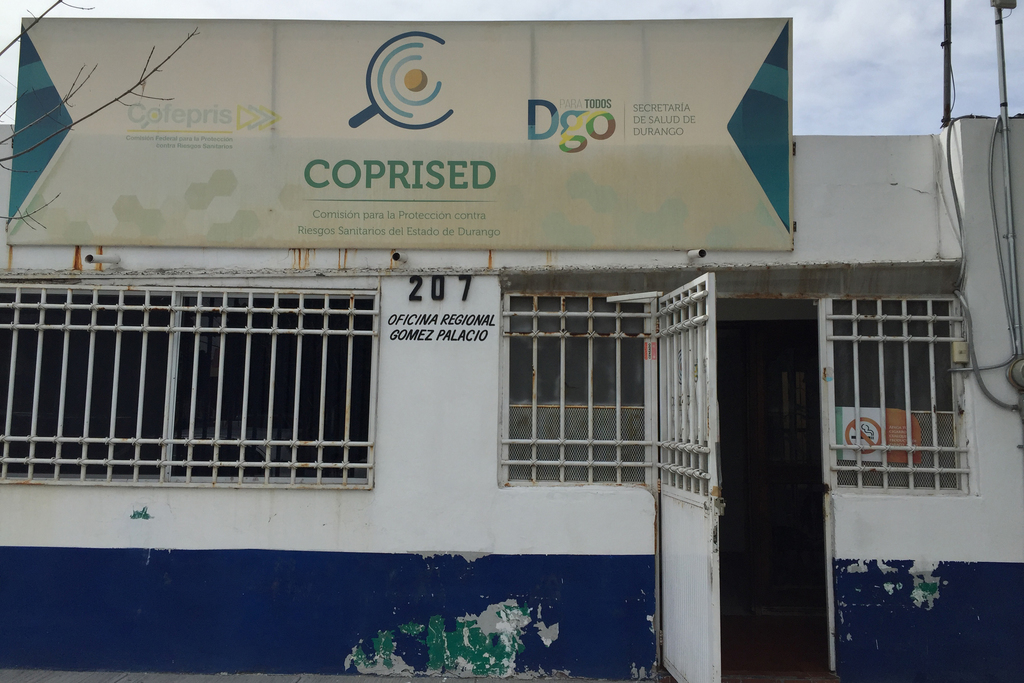 Cofepris
Comisión Federal para la Protección
contra Riesgos Sanitarios
COPRISED
Comisión para la Protección contra
Riesgos Sanitarios del Estado de Durango
PARA TODOS
Dgo
SECRETARÍA
DE SALUD DE
DURANGO
207
OFICINA REGIONAL
GOMEZ PALACIO